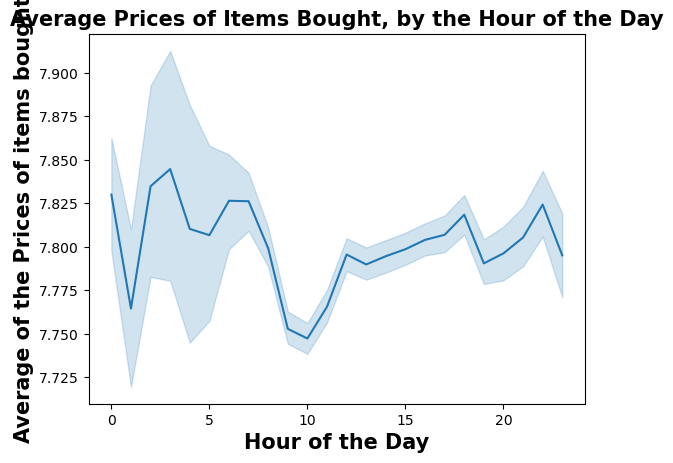 Average Prices of Items Bought, by the Hour of the Day
Average of the Prices of items bought
7.900
7.875
7.850
7.825
7.800
7.775
7.750
7.725
0 5 10 15 20
Hour of the Day